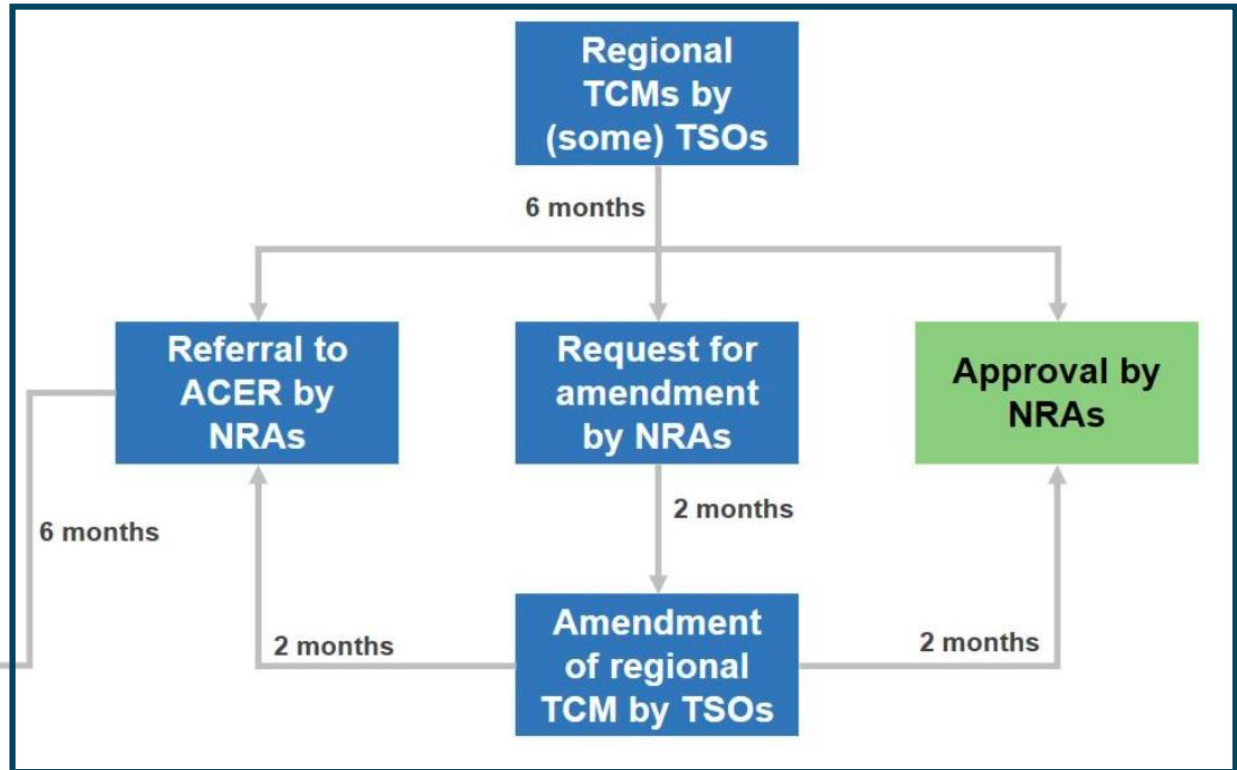 Regional
TCMs by
(some) TSOs
6 months
Referral to
ACER by
NRAs
Request for
amendment
by NRAs
Approval by
NRAs
6 months
2 months
2 months
Amendment
of regional
TCM by TSOs
2 months